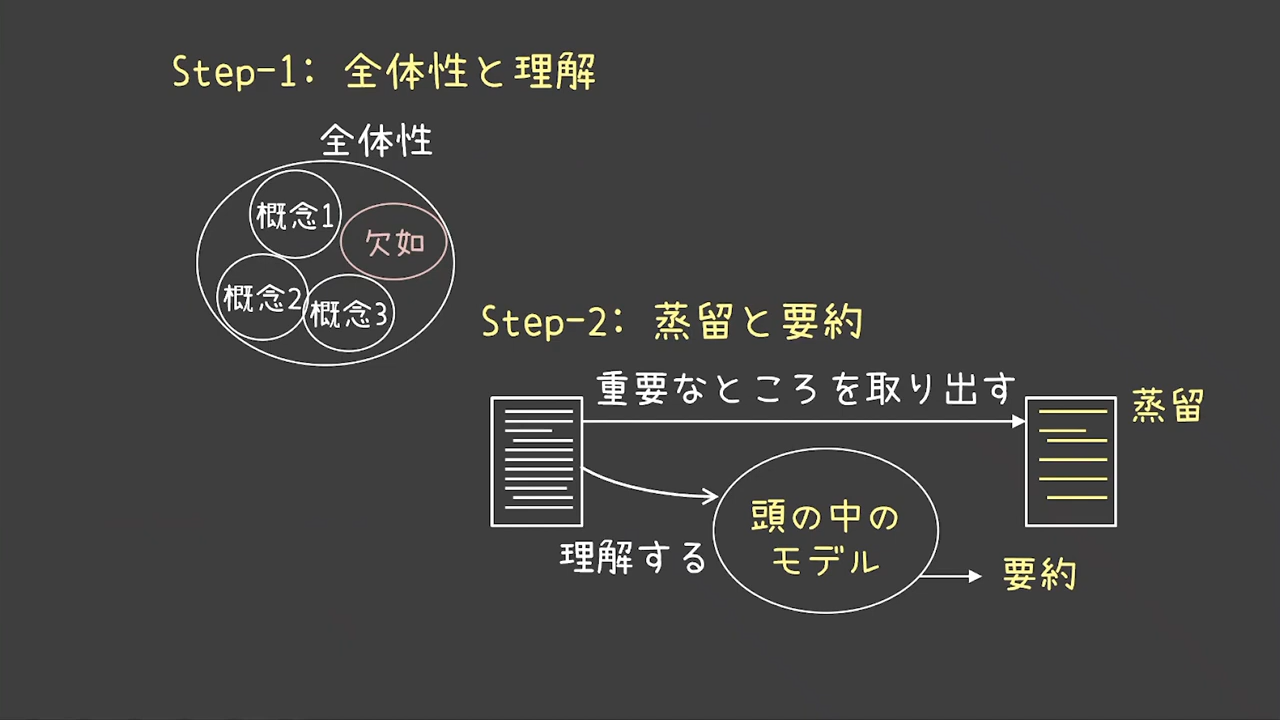 Step-1: 全体性と理解
全体性
概念1
欠如
概念2
概念3
Step-2: 蒸留と要約
重要なところを取り出す
蒸留
頭の中の
モデル
理解する
要約